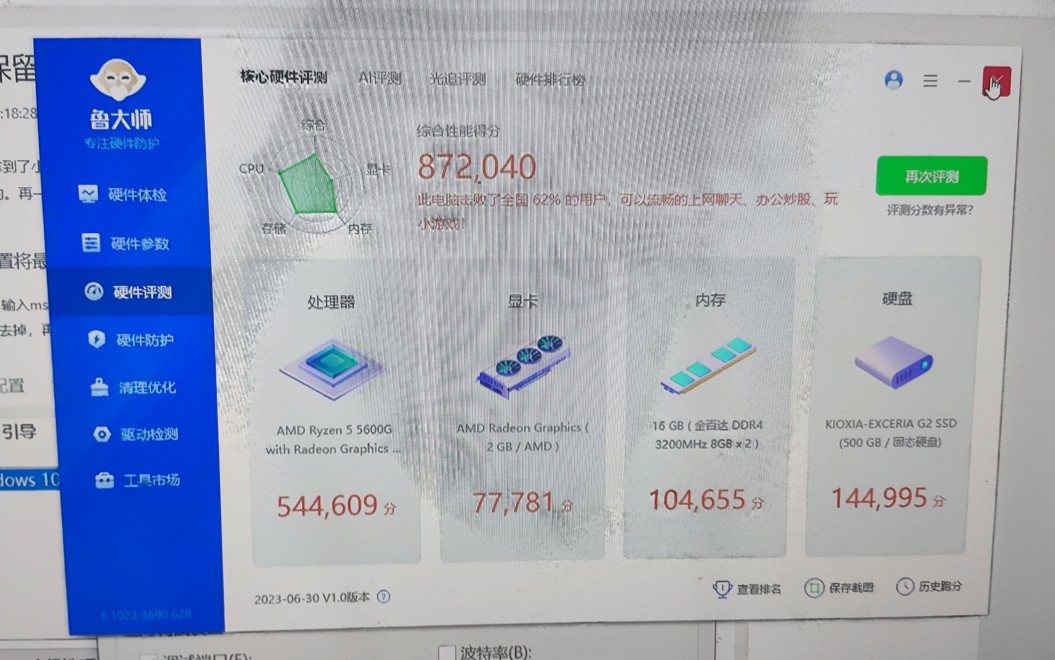 保留
:18:28
置将最
输入ms
去掉，再
配置
引导
dows 10
鲁大师
专注硬件防护
硬件体检
硬件参数
硬件评测
硬件防护
清理优化
驱动检测
工具市场
6.1023.3690.628
核心硬件评测 AI评测 光追评测 硬件排行榜
综合
CPU
显卡
存储
内存
综合性能得分
872,040
此电脑击败了全国 62% 的用户，可以流畅的上网聊天、办公炒股、玩
小游戏!
再次评测
评测分数有异常?
处理器
AMD Ryzen 5 5600G
with Radeon Graphics ...
544,609 分
显卡
AMD Radeon Graphics (
2 GB / AMD )
77,781 分
内存
16 GB ( 金百达 DDR4
3200MHz 8GB x 2 )
104,655 分
硬盘
KIOXIA-EXCERIA G2 SSD
(500 GB / 固态硬盘)
144,995 分
2023-06-30 V1.0版本 ?
查看排名 保存截图 历史跑分
波特率(B):